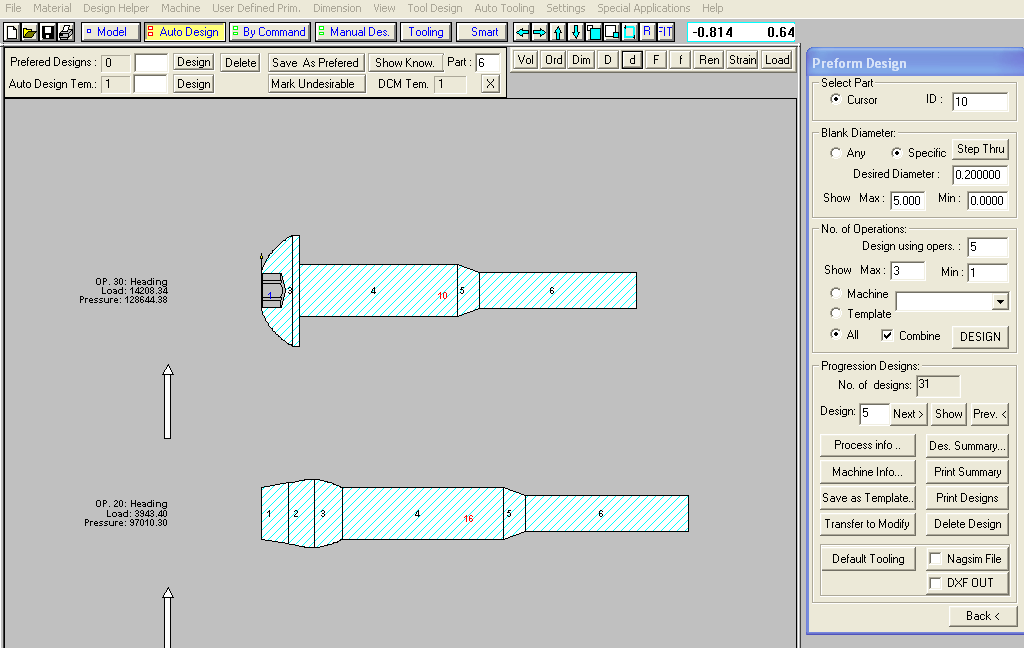 File Material Design Helper Machine User Defined Prim. Dimension View Tool Design Auto Tooling Settings Special Applications Help
Model Auto Design By Command Manual Des. Tooling Smart R FIT -0.814 0.64
Prefered Designs : 0 Design Delete Save As Prefered Show Know. Part : 6
Auto Design Tem.: 1 Design Mark Undesirable DCM Tem. 1 X
Vol Ord Dim D d F f Ren Strain Load
OP. 30: Heading
Load: 14208.34
Pressure: 128644.38
1 3 4 10 5 6
OP. 20: Heading
Load: 3943.40
Pressure: 97010.30
1 2 3 4 16 5 6
Preform Design
Select Part
Cursor ID : 10
Blank Diameter:
Any Specific Step Thru
Desired Diameter : 0.200000
Show Max : 5.000 Min : 0.0000
No. of Operations:
Design using opers. : 5
Show Max : 3 Min : 1
Machine
Template
All Combine DESIGN
Progression Designs:
No. of designs: 31
Design: 5 Next > Show Prev. <
Process info .. Des. Summary...
Machine Info... Print Summary
Save as Template.. Print Designs
Transfer to Modify Delete Design
Default Tooling Nagsim File
DXF OUT
Back <